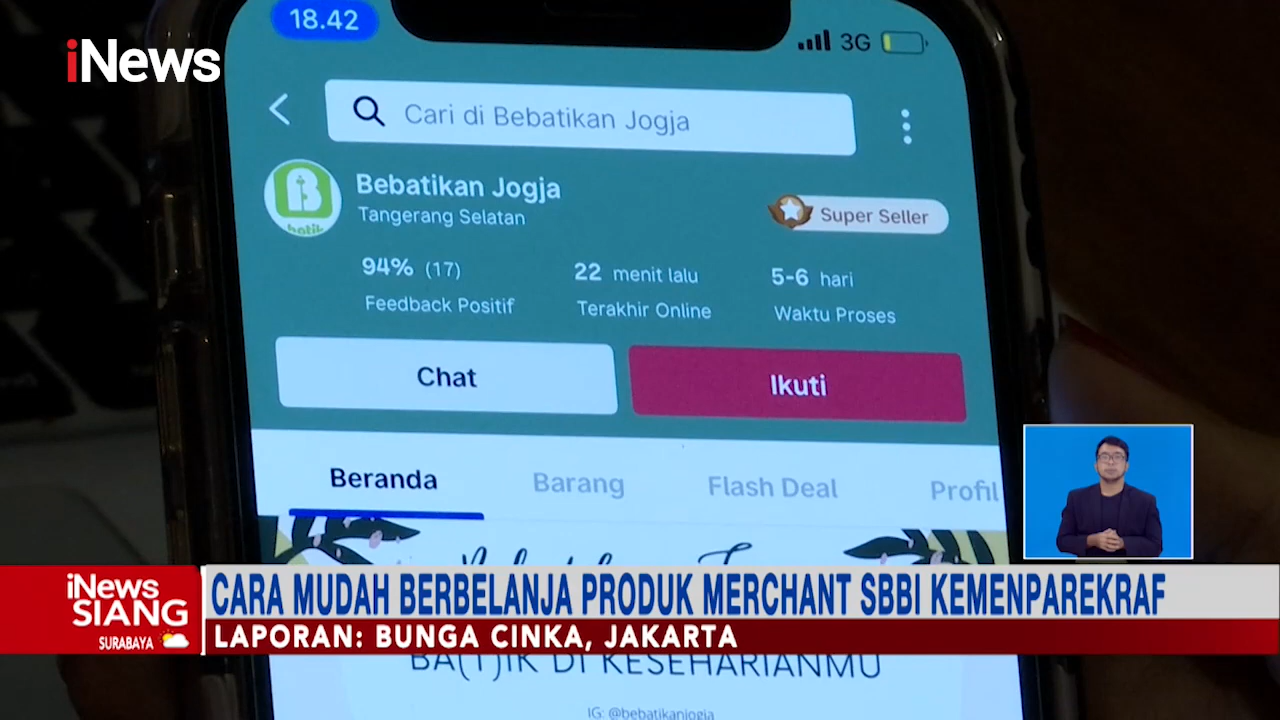 18.42
3G
iNews
Cari di Bebatikan Jogja
B
batik
Bebatikan Jogja
Tangerang Selatan
Super Seller
94% (17)
Feedback Positif
22 menit lalu
Terakhir Online
5-6 hari
Waktu Proses
Chat
Ikuti
Beranda
Barang
Flash Deal
Profil
iNews
SIANG
SURABAYA
CARA MUDAH BERBELANJA PRODUK MERCHANT SBBI KEMENPAREKRAF
LAPORAN: BUNGA CINKA, JAKARTA
BA(T)IK DI KESEHARIANMU
IG: @bebatikanjogja